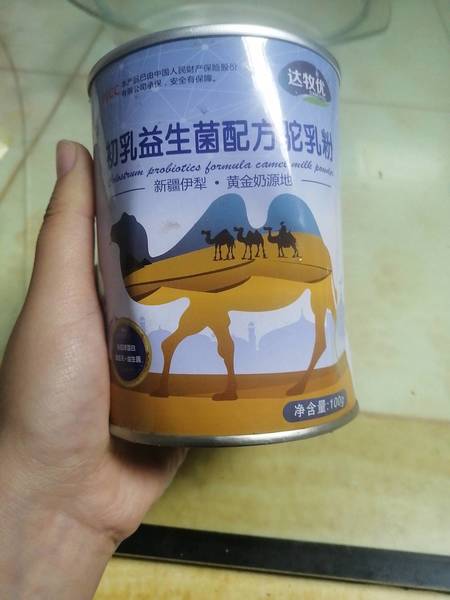 本产品已由中国人民财产保险股份
有限公司承保，安全有保障。
达牧优
初乳益生菌配方驼乳粉
Colostrum probiotics formula camel milk powder
新疆伊犁·黄金奶源地
净含量:100g